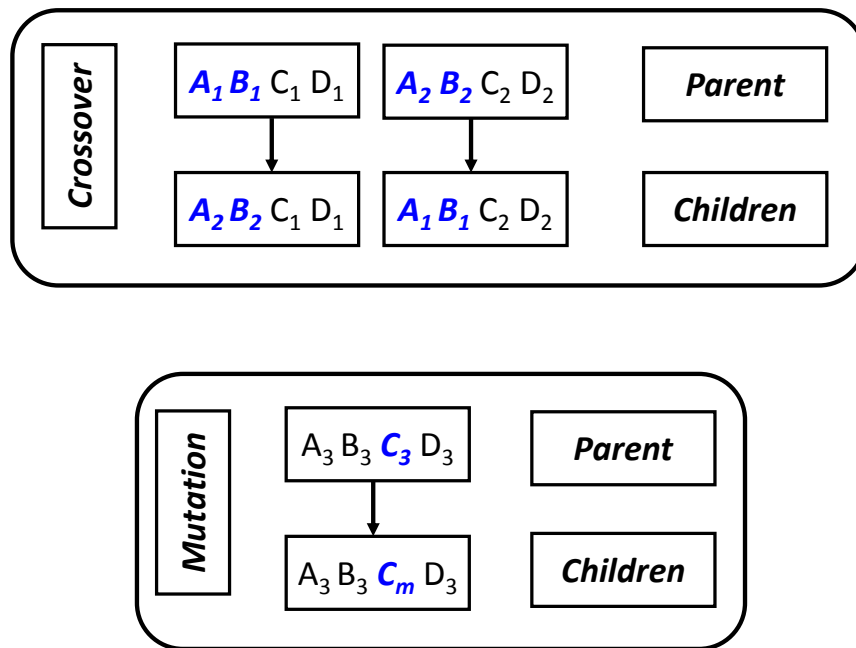 Crossover
A₁ B₁ C₁ D₁
A₂ B₂ C₂ D₂
Parent
A₂ B₂ C₁ D₁
A₁ B₁ C₂ D₂
Children
Mutation
A₃ B₃ C₃ D₃
Parent
A₃ B₃ Cₘ D₃
Children